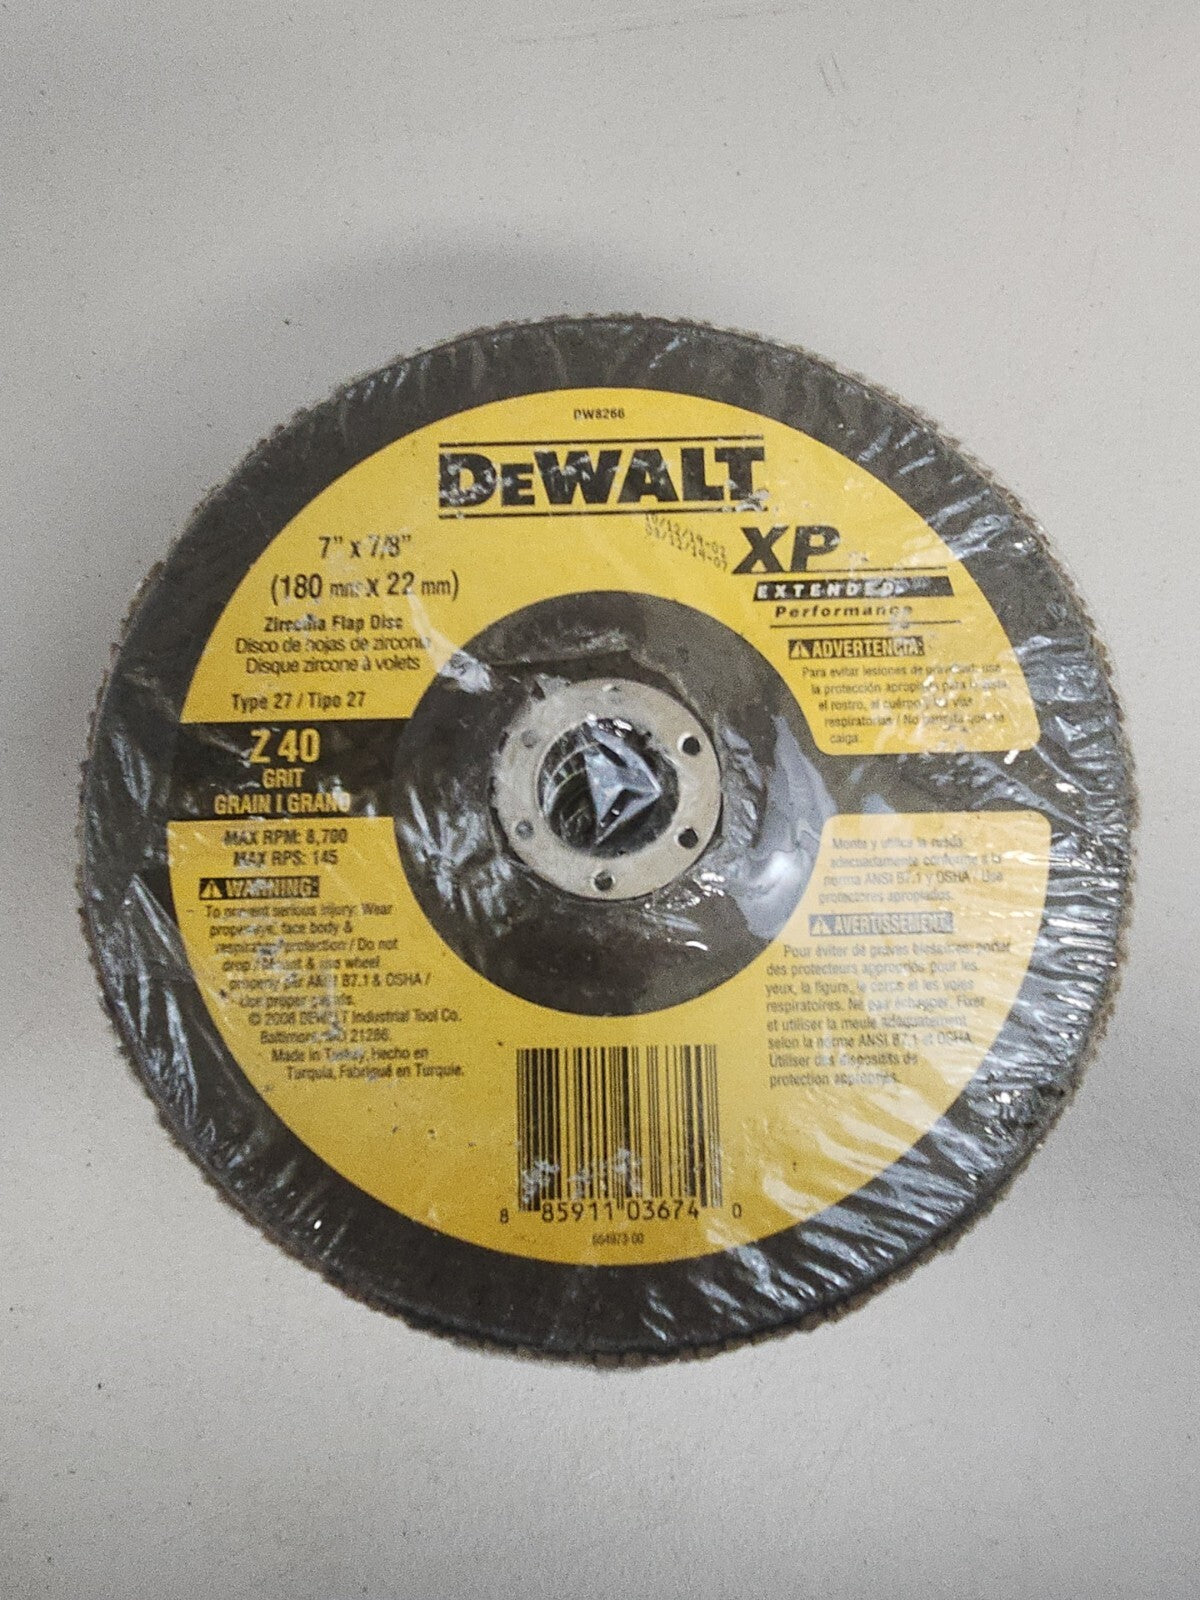 DW8266
DEWALT
7" x 7/8"
(180 mm x 22 mm)
Zirconia Flap Disc
Disco de hojas de zirconia
Disque zircone à volets
Type 27 / Tipo 27
Z 40
GRIT
GRAIN / GRANO
MAX RPM: 8,700
MAX RPS: 145
WARNING:
To prevent serious injury: Wear
proper eye, face body &
respiratory protection / Do not
drop / Mount & use wheel
properly per ANSI B7.1 & OSHA /
Use proper guards.
© 2008 DEWALT Industrial Tool Co.
Baltimore, MD 21286.
Made in Turkey, Hecho en
Turquía, Fabriqué en Turquie.
XP
EXTENDED
Performance
ADVERTENCIA:
Para evitar lesiones de gravedad: use
la protección apropiada para la vista,
el rostro, el cuerpo y las vías
respiratorias / No permita que se
caiga.
Monte y utilice la rueda
adecuadamente conforme a la
norma ANSI B7.1 y OSHA / Use
protectores apropiados.
AVERTISSEMENT:
Pour éviter de graves blessures: porter
des protecteurs appropriés pour les
yeux, la figure, le corps et les voies
respiratoires. Ne pas échapper. Fixer
et utiliser la meule adéquatement
selon la norme ANSI B7.1 et OSHA.
Utiliser des dispositifs de
protection appropriés.
8 85911 03674 0
654973-00